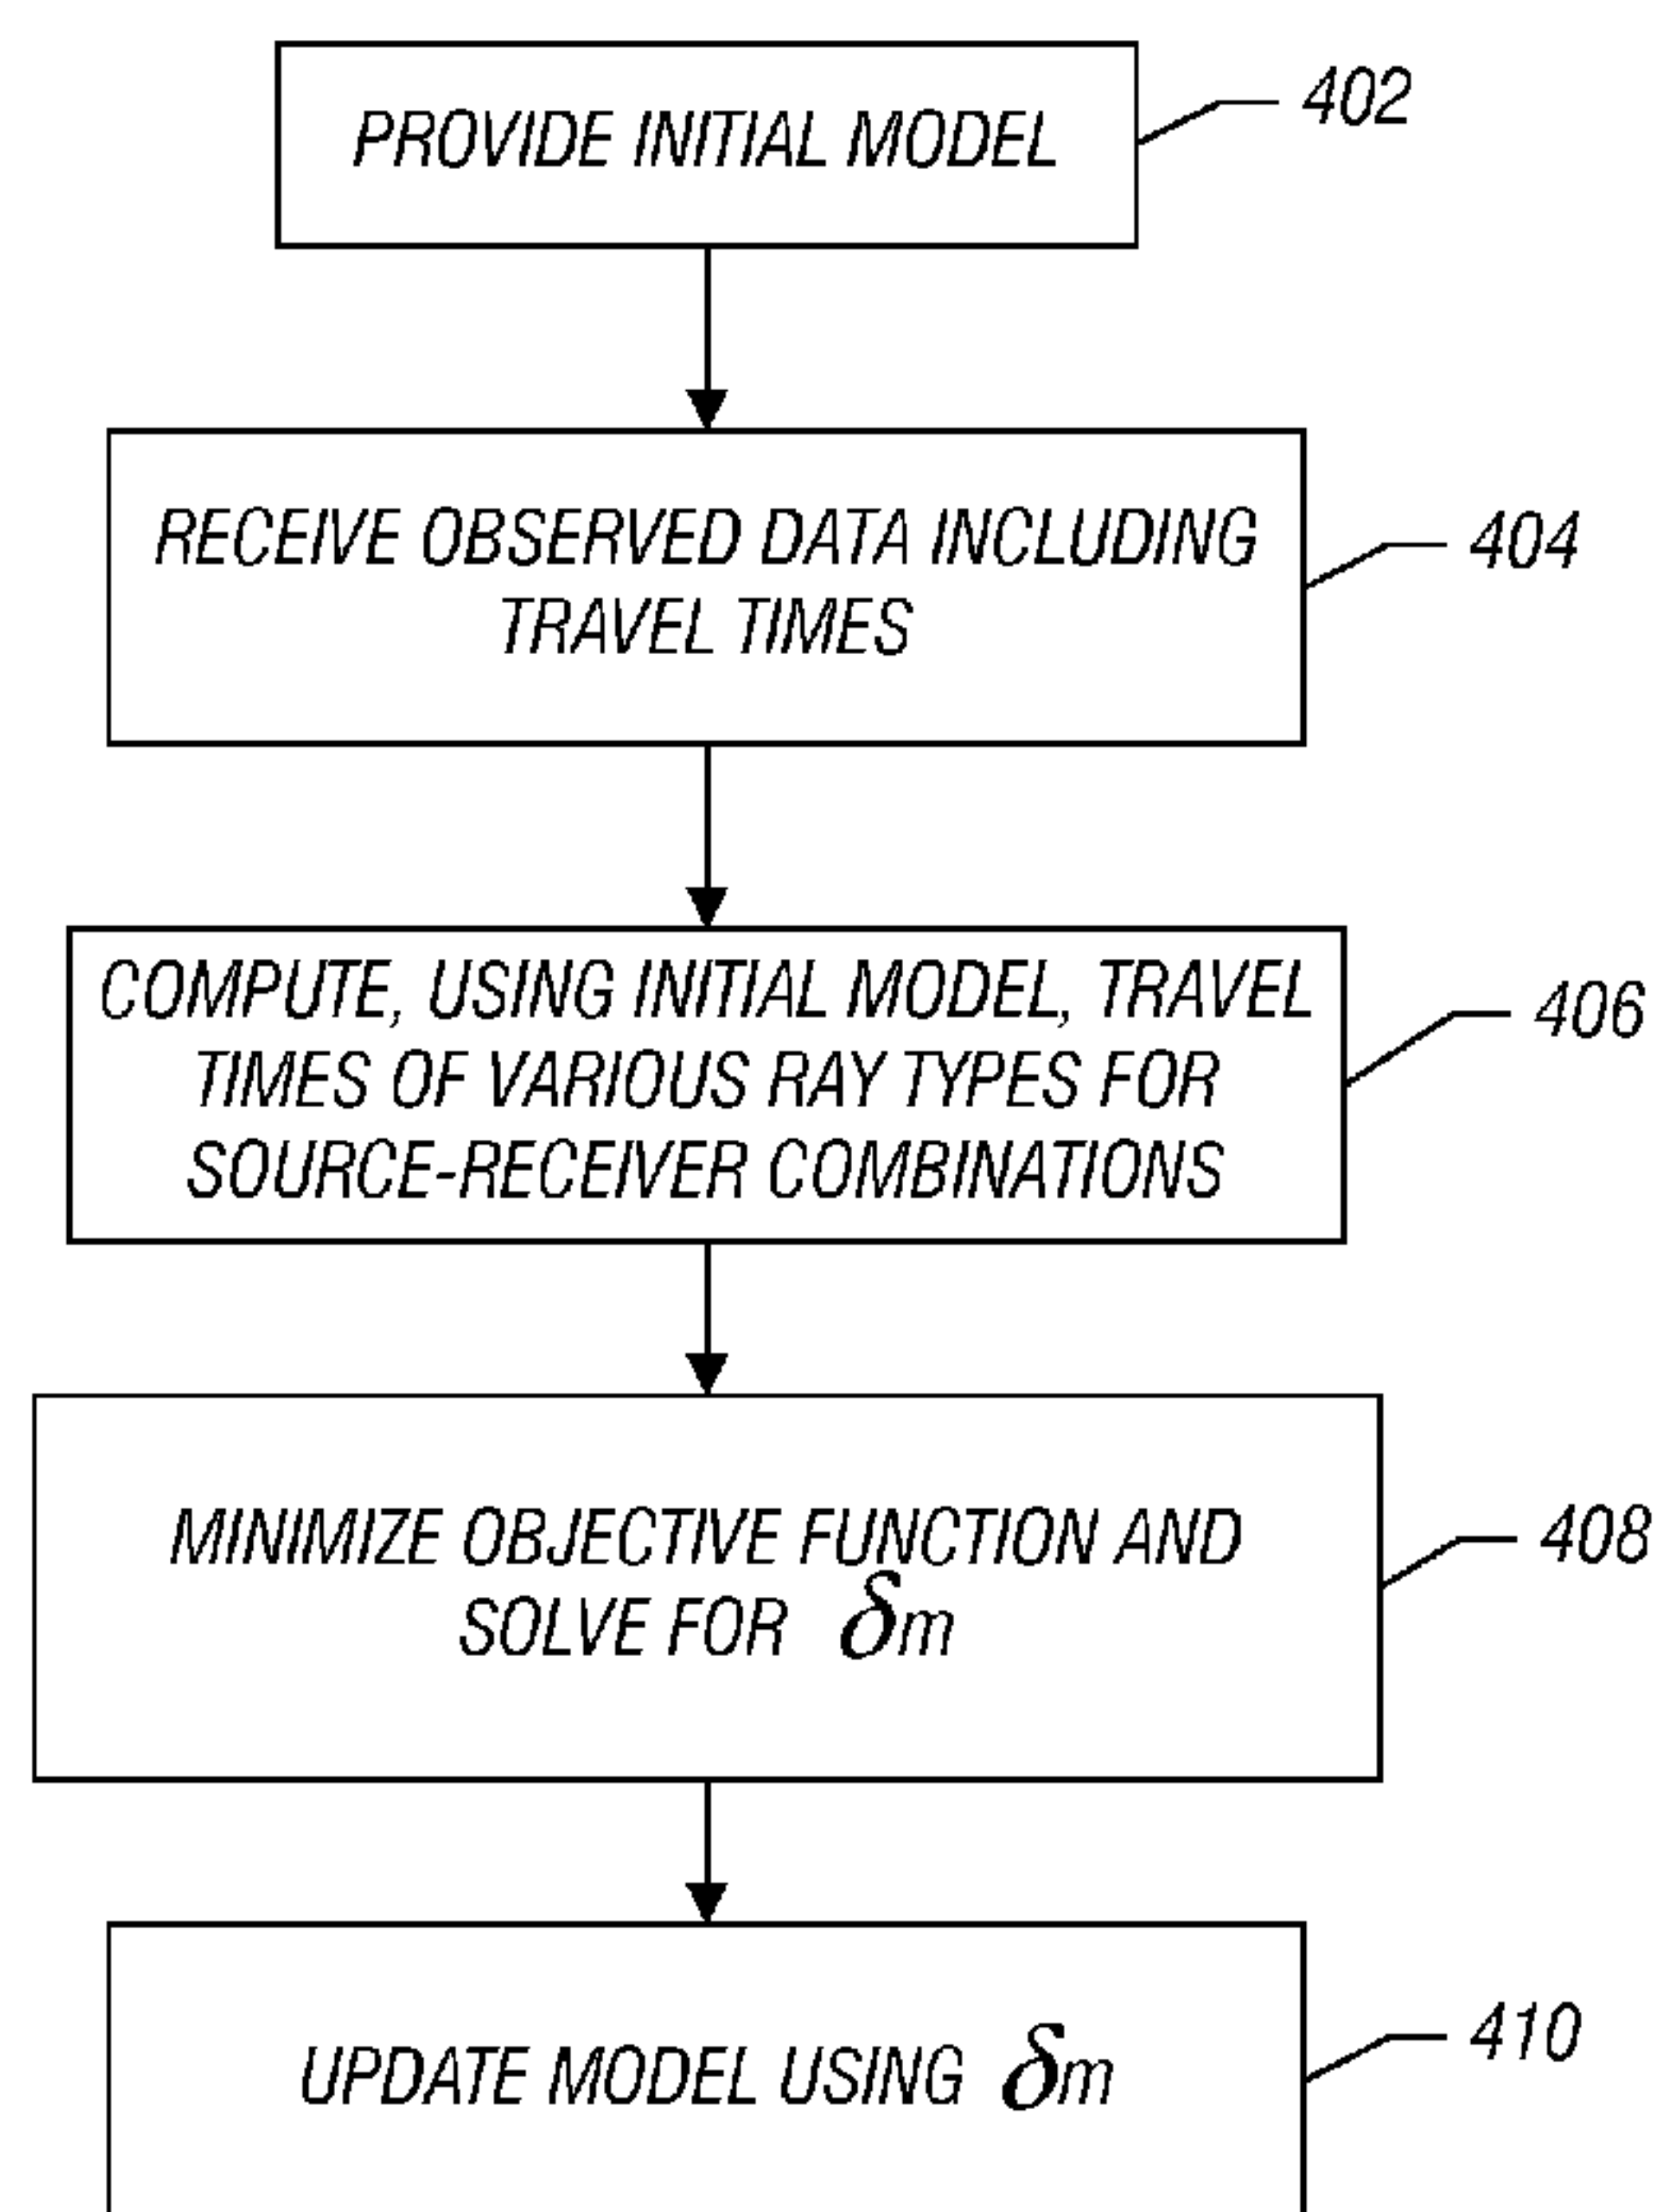 PROVIDE INITIAL MODEL
402
RECEIVE OBSERVED DATA INCLUDING
TRAVEL TIMES
404
COMPUTE, USING INITIAL MODEL, TRAVEL
TIMES OF VARIOUS RAY TYPES FOR
SOURCE-RECEIVER COMBINATIONS
406
MINIMIZE OBJECTIVE FUNCTION AND
SOLVE FOR δm
408
UPDATE MODEL USING δm
410